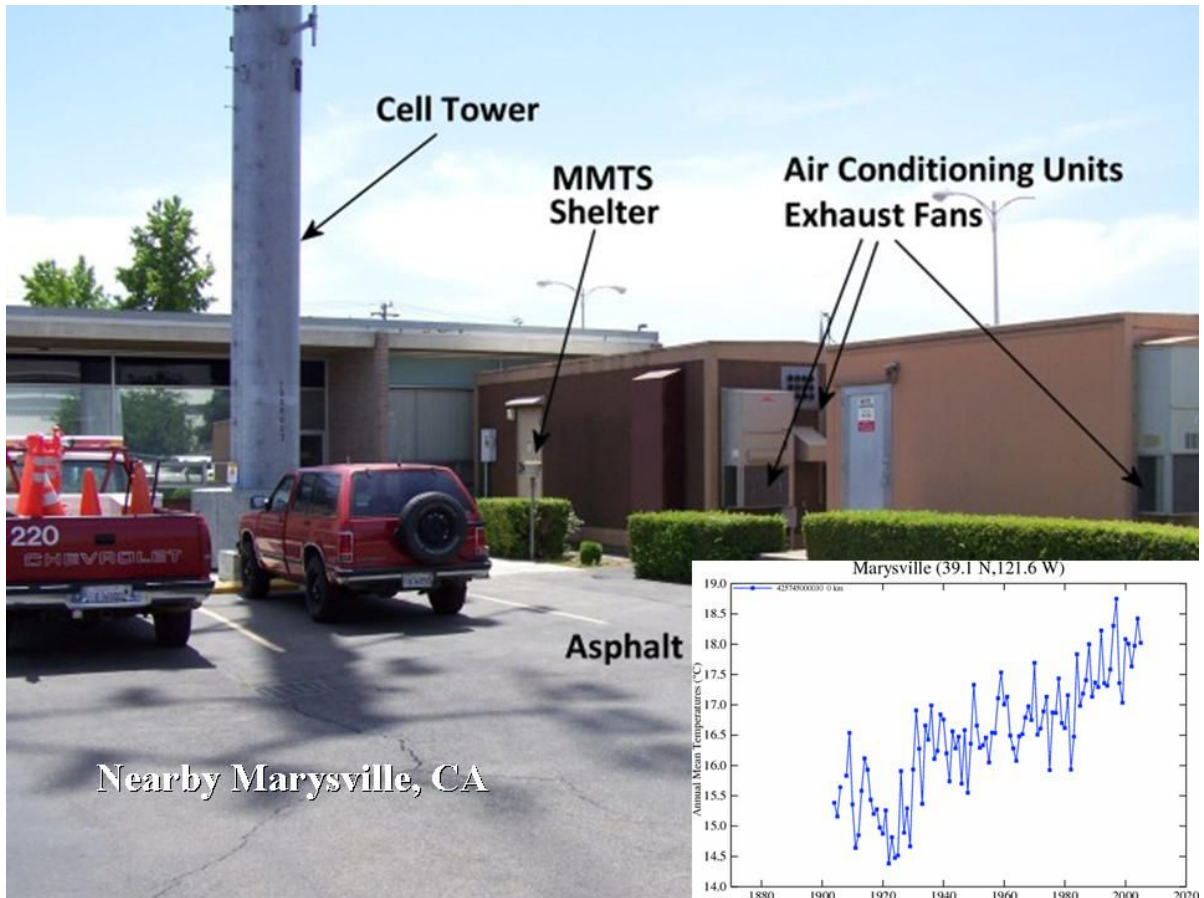 Cell Tower
MMTS
Shelter
Air Conditioning Units
Exhaust Fans
220
CHEVROLET
Asphalt
Nearby Marysville, CA
Marysville (39.1 N,121.6 W)
425745000030 0 km
Annual Mean Temperatures (°C)
19.0
18.5
18.0
17.5
17.0
16.5
16.0
15.5
15.0
14.5
14.0
1880 1900 1920 1940 1960 1980 2000 2020